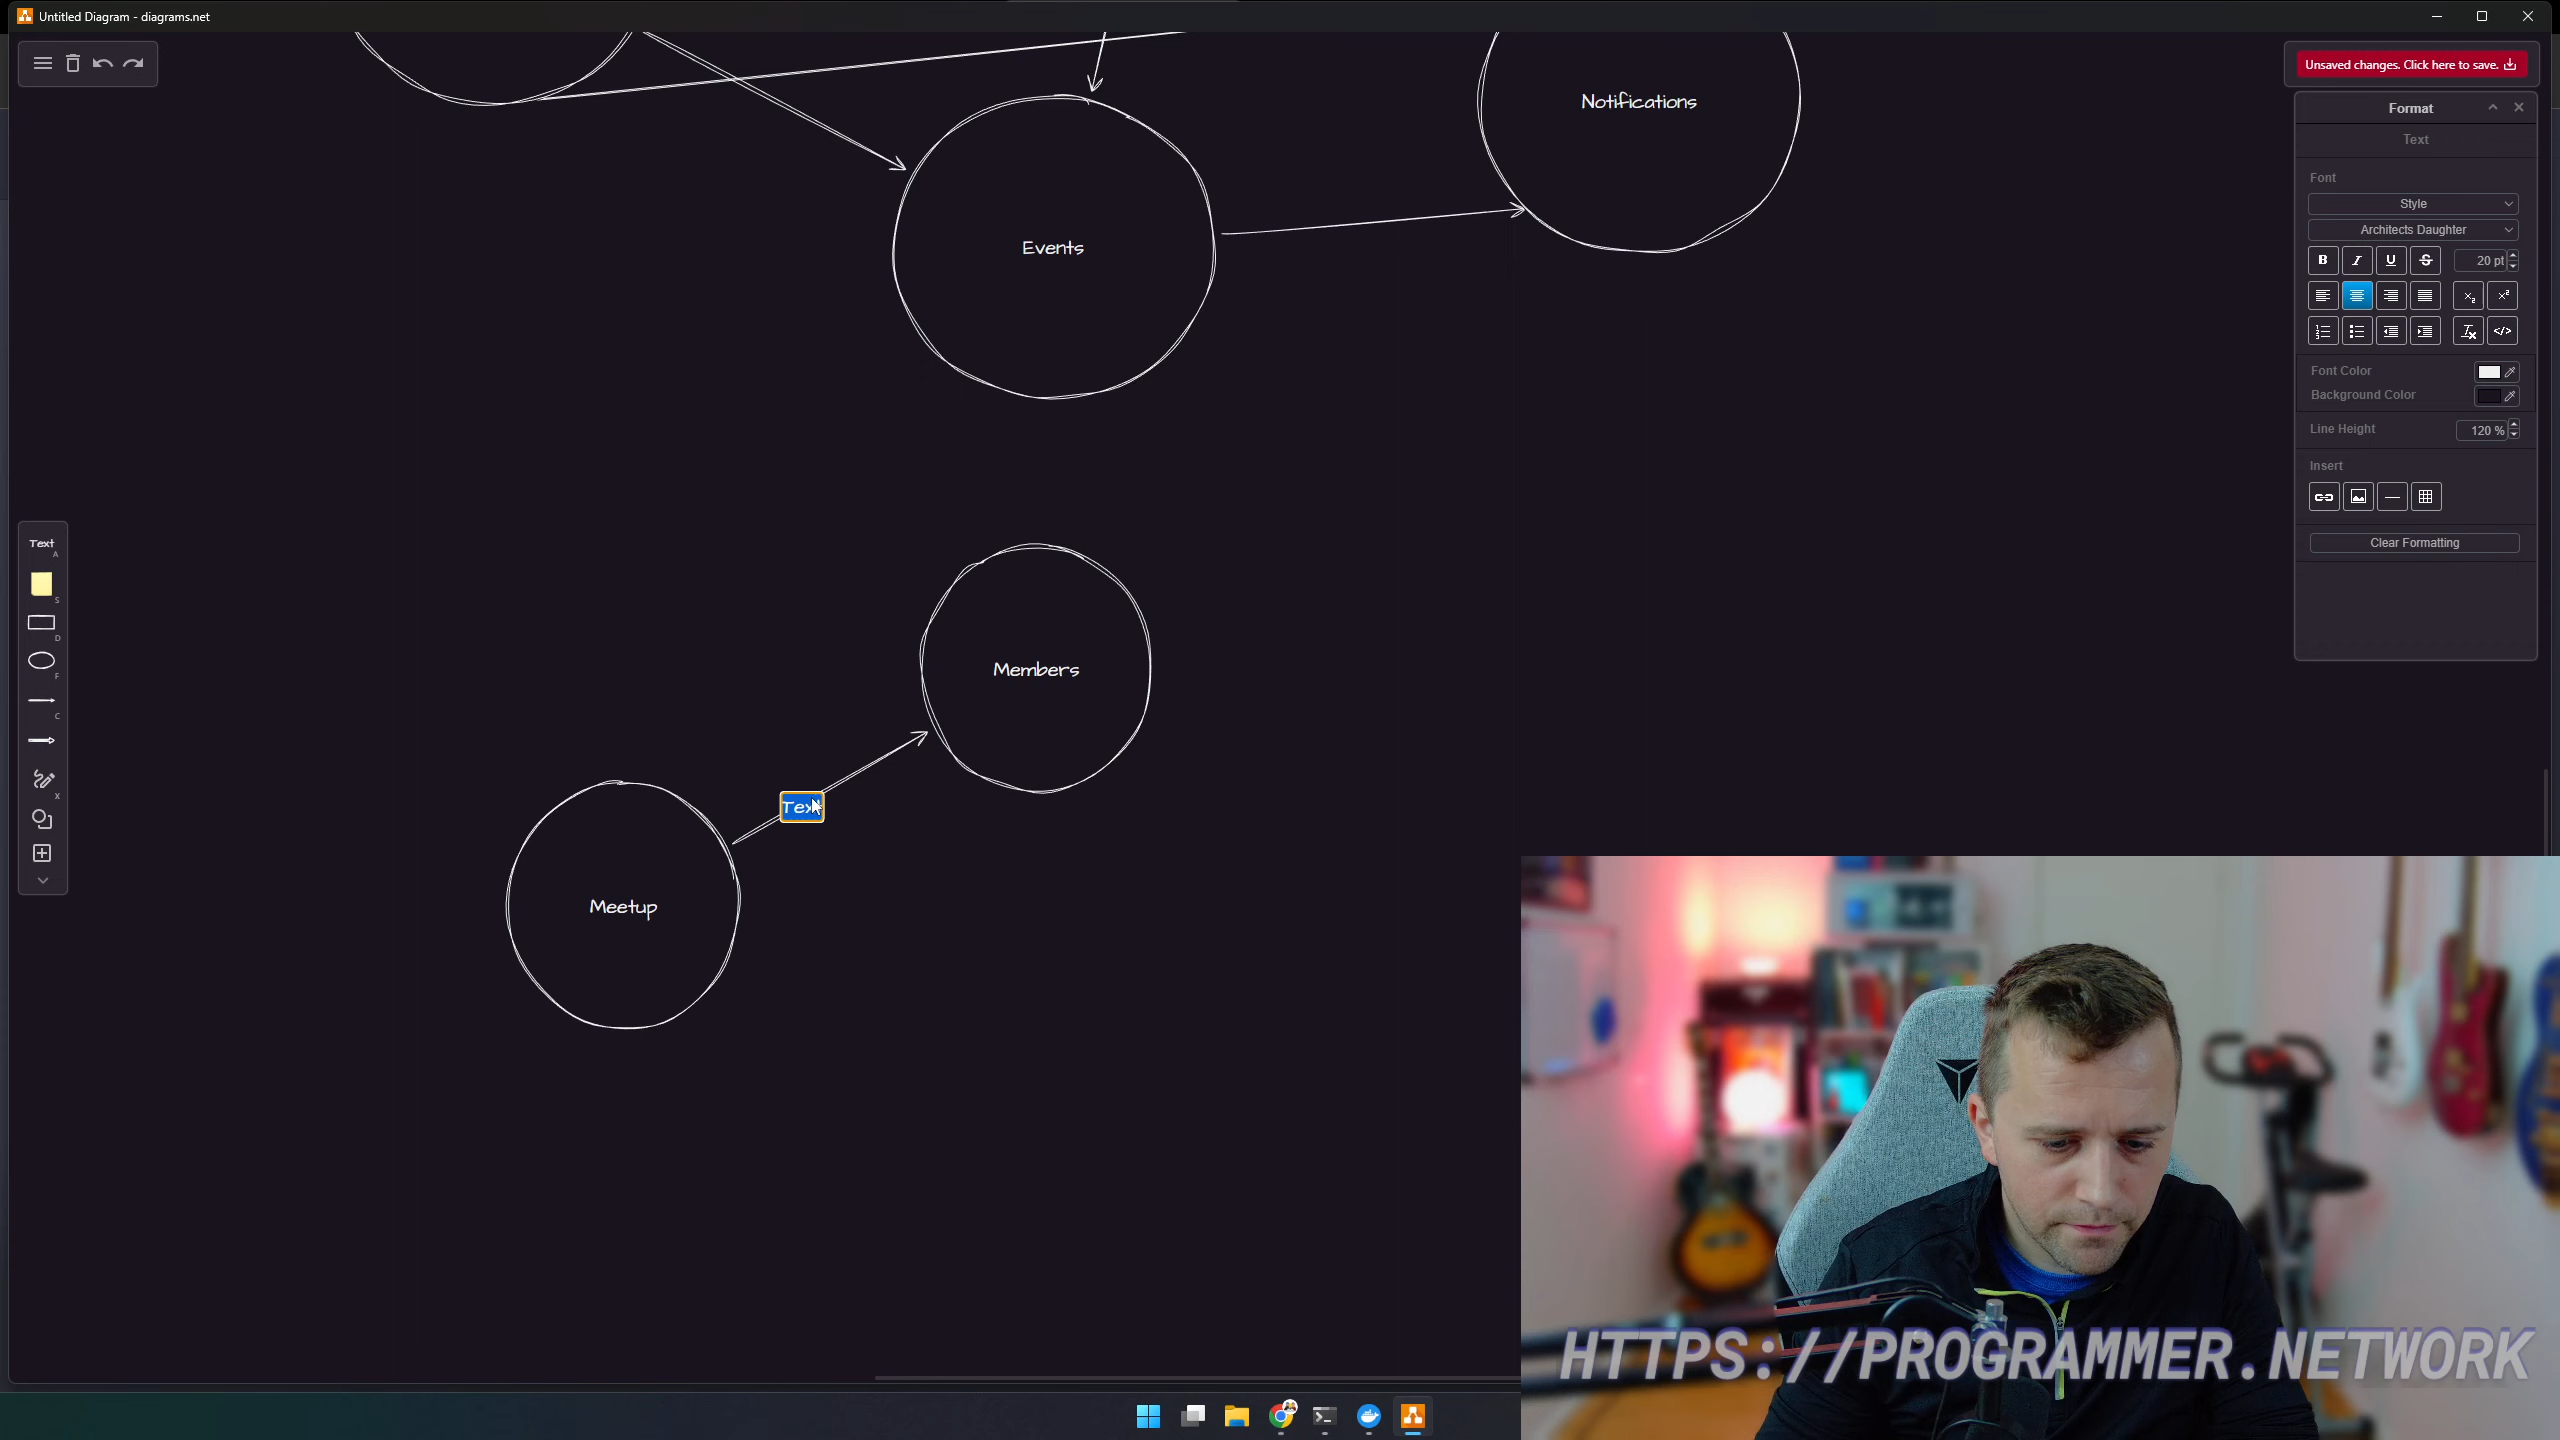 Untitled Diagram - diagrams.net
Unsaved changes. Click here to save.
Format
Text
Font
Style
Architects Daughter
B I U S
20 pt
Font Color
Background Color
Line Height
120 %
Insert
Clear Formatting
Notifications
Events
Text
A
S
D
F
C
X
Members
Text
Meetup
HTTPS://PROGRAMMER.NETWORK